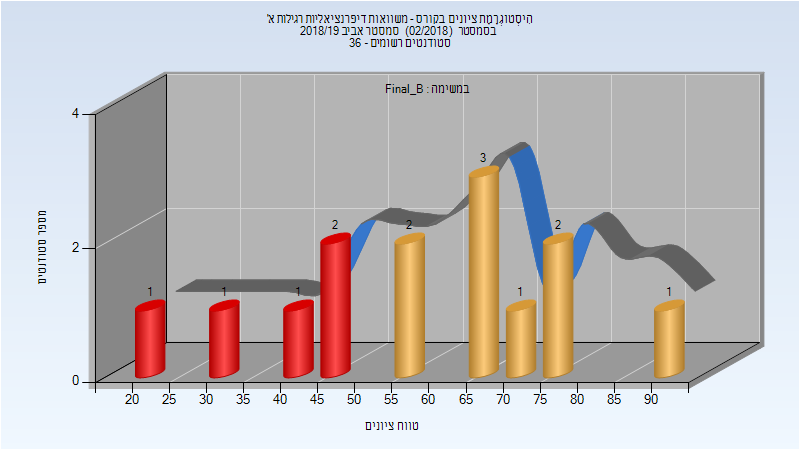 הִיסְטוֹגְרַמַת ציונים בקורס - משוואות דיפרנציאליות רגילות א'
בסמסטר (02/2018) סמסטר אביב 2018/19
סטודנטים רשומים - 36
במשימה : Final_B
מספר סטודנטים
4
2
0
1
1
1
2
2
3
1
2
1
20 25 30 35 40 45 50 55 60 65 70 75 80 85 90
טווח ציונים